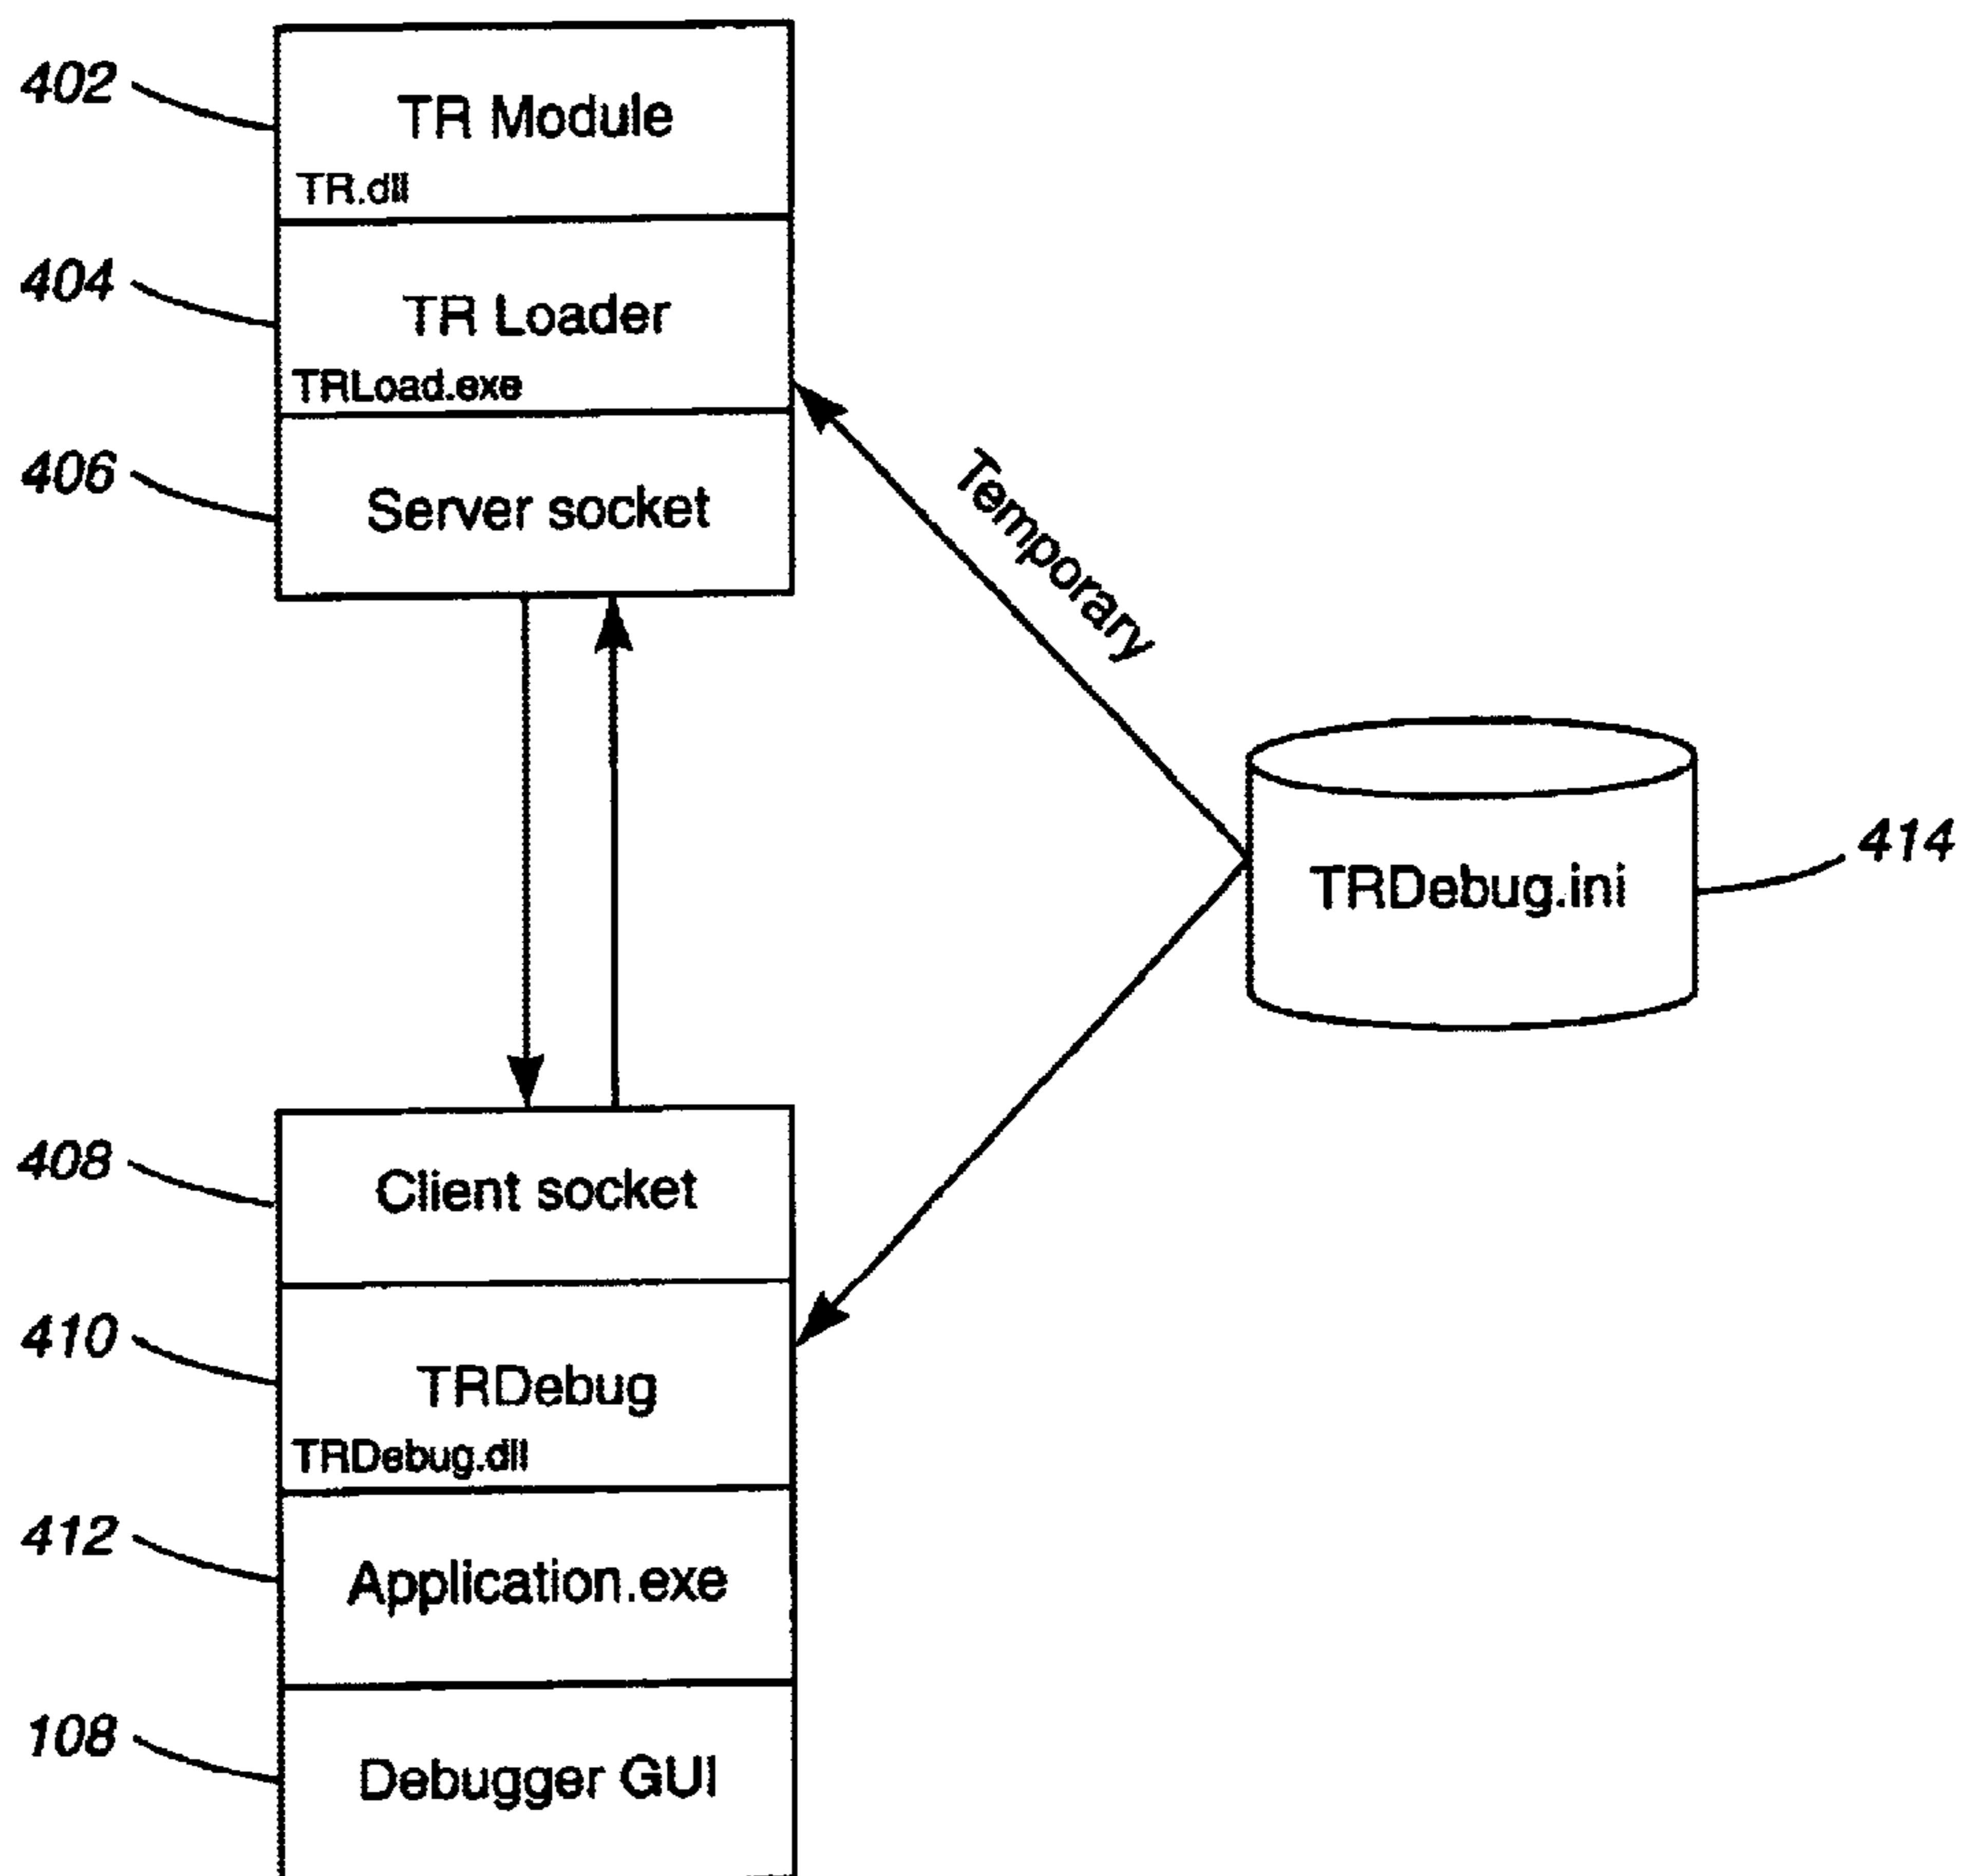 402
TR Module
TR.dll
404
TR Loader
TRLoad.exe
406
Server socket
Temporary
TRDebug.ini
414
408
Client socket
410
TRDebug
TRDebug.dll
412
Application.exe
108
Debugger GUI